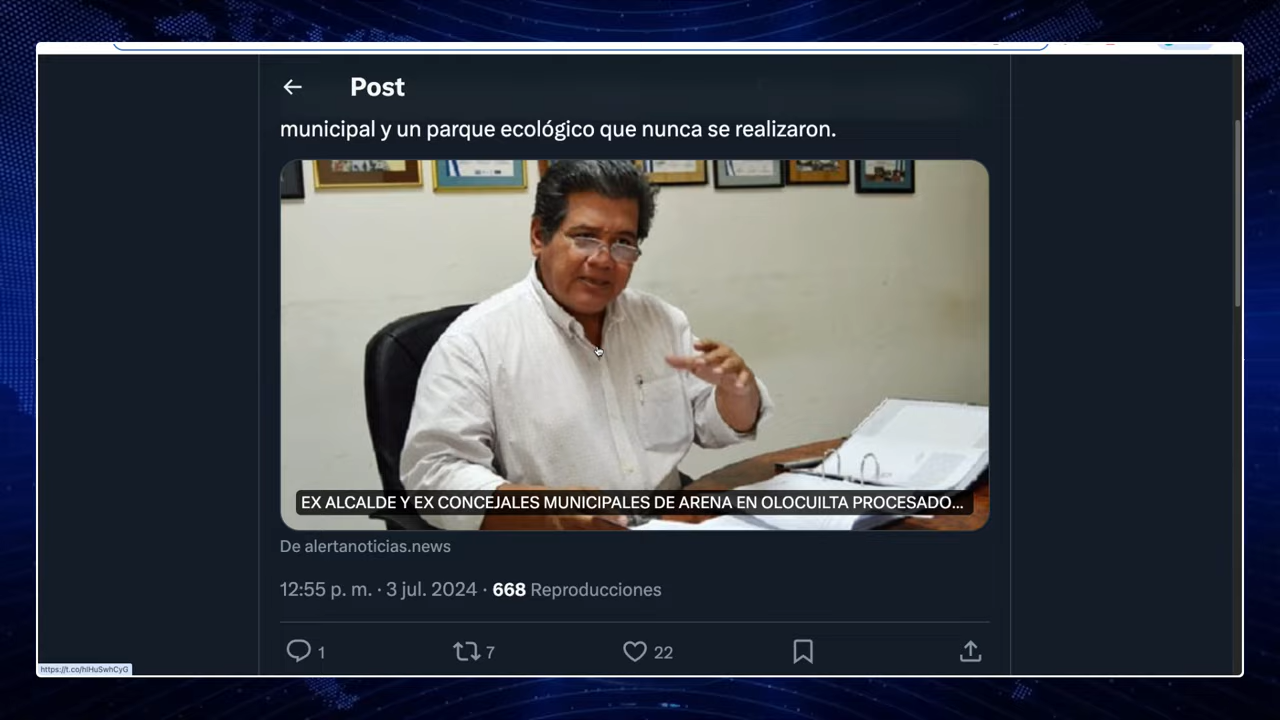 Post
municipal y un parque ecológico que nunca se realizaron.
EX ALCALDE Y EX CONCEJALES MUNICIPALES DE ARENA EN OLOCUILTA PROCESADO...
De alertanoticias.news
12:55 p. m. · 3 jul. 2024 · 668 Reproducciones
1 7 22
https://t.co/hIHuSwhCyG